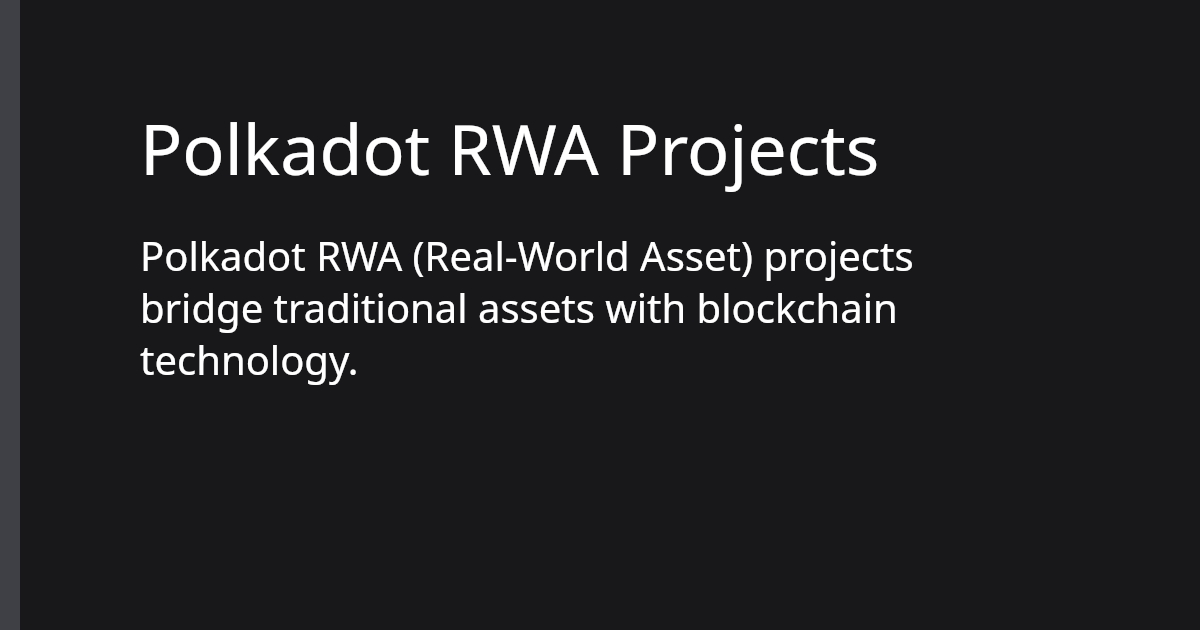 Polkadot RWA Projects
Polkadot RWA (Real-World Asset) projects
bridge traditional assets with blockchain
technology.